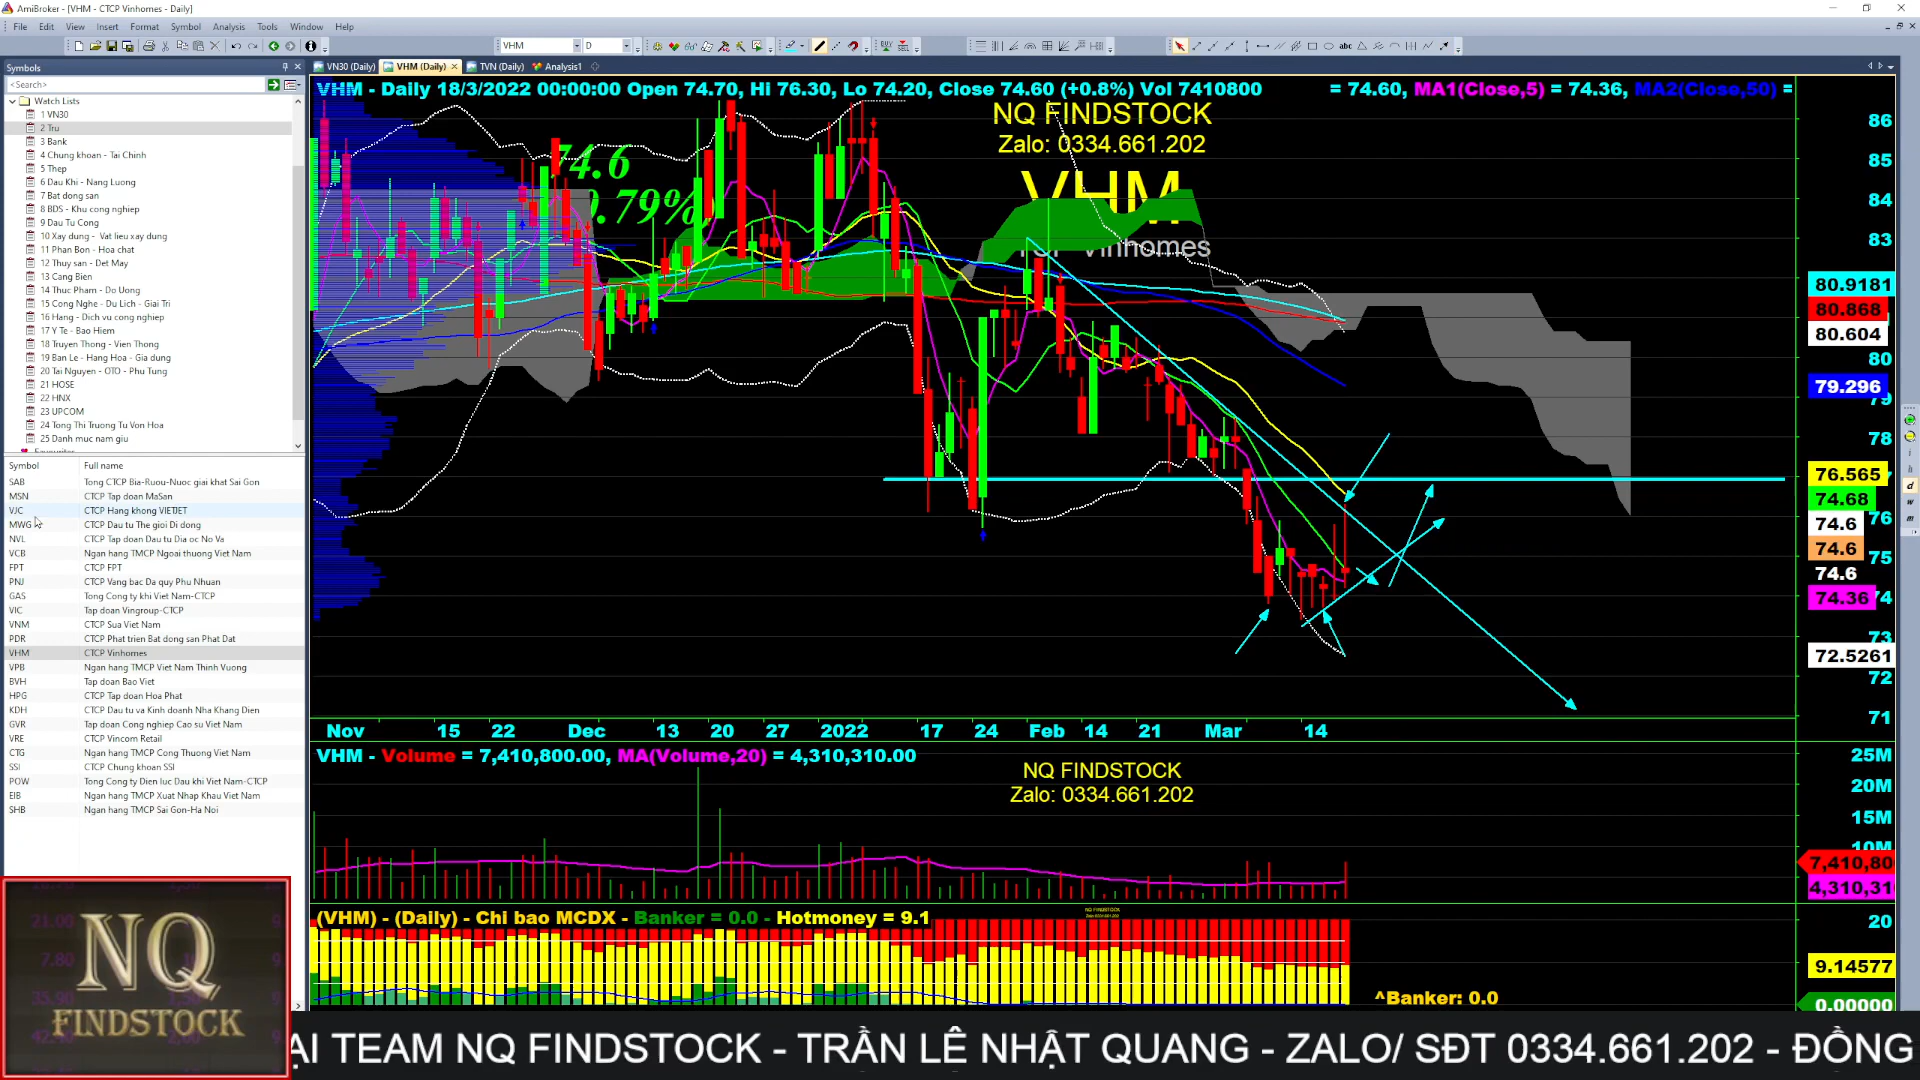 AmiBroker - [VHM - CTCP Vinhomes - Daily]
File Edit View Insert Format Symbol Analysis Tools Window Help
VHM D
Symbols
VN30 (Daily) VHM (Daily) TVN (Daily) Analysis1
<Search>
Watch Lists
1 VN30
2 Tru
3 Bank
4 Chung khoan - Tai Chinh
5 Thep
6 Dau Khi - Nang Luong
7 Bat dong san
8 BDS - Khu cong nghiep
9 Dau Tu Cong
10 Xay dung - Vat lieu xay dung
11 Phan Bon - Hoa chat
12 Thuy san - Det May
13 Cang Bien
14 Thuc Pham - Do Uong
15 Cong Nghe - Du Lich - Giai Tri
16 Hang - Dich vu cong nghiep
17 Y Te - Bao Hiem
18 Truyen Thong - Vien Thong
19 Ban Le - Hang Hoa - Gia dung
20 Tai Nguyen - OTO - Phu Tung
21 HOSE
22 HNX
23 UPCOM
24 Tong Thi Truong Tu Von Hoa
25 Danh muc nam giu
Symbol Full name
SAB Tong CTCP Bia-Ruou-Nuoc giai khat Sai Gon
MSN CTCP Tap doan MaSan
VJC CTCP Hang khong VIETJET
MWG CTCP Dau tu The gioi Di dong
NVL CTCP Tap doan Dau tu Dia oc No Va
VCB Ngan hang TMCP Ngoai thuong Viet Nam
FPT CTCP FPT
PNJ CTCP Vang bac Da quy Phu Nhuan
GAS Tong Cong ty khi Viet Nam-CTCP
VIC Tap doan Vingroup-CTCP
VNM CTCP Sua Viet Nam
PDR CTCP Phat trien Bat dong san Phat Dat
VHM CTCP Vinhomes
VPB Ngan hang TMCP Viet Nam Thinh Vuong
BVH Tap doan Bao Viet
HPG CTCP Tap doan Hoa Phat
KDH CTCP Dau tu va Kinh doanh Nha Khang Dien
GVR Tap doan Cong nghiep Cao su Viet Nam
VRE CTCP Vincom Retail
CTG Ngan hang TMCP Cong Thuong Viet Nam
SSI CTCP Chung khoan SSI
POW Tong Cong ty Dien luc Dau khi Viet Nam-CTCP
EIB Ngan hang TMCP Xuat Nhap Khau Viet Nam
SHB Ngan hang TMCP Sai Gon-Ha Noi
VHM - Daily 18/3/2022 00:00:00 Open 74.70, Hi 76.30, Lo 74.20, Close 74.60 (+0.8%) Vol 7410800 = 74.60, MA1(Close,5) = 74.36, MA2(Close,50) =
NQ FINDSTOCK
Zalo: 0334.661.202
VHM
Vinhomes
74.6
.79%)
86
85
84
83
80.9181
80.868
80.604
80
79.296
78
76.565
74.68
76
74.6
74.6
75
74.6
74.36
73
72.5261
72
71
Nov 15 22 Dec 13 20 27 2022 17 24 Feb 14 21 Mar 14
VHM - Volume = 7,410,800.00, MA(Volume,20) = 4,310,310.00
NQ FINDSTOCK
Zalo: 0334.661.202
25M
20M
15M
10M
7,410,80
4,310,31
(VHM) - (Daily) - Chi bao MCDX - Banker = 0.0 - Hotmoney = 9.1
20
9.14577
^Banker: 0.0
0.00000
NQ
FINDSTOCK
ẠI TEAM NQ FINDSTOCK - TRẦN LÊ NHẬT QUANG - ZALO/ SĐT 0334.661.202 - ĐỒNG